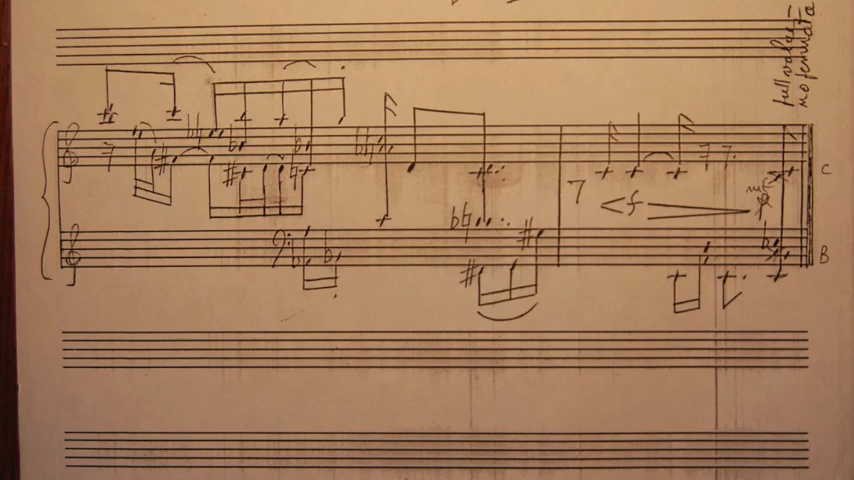 full value –
no fermata
f
C
B